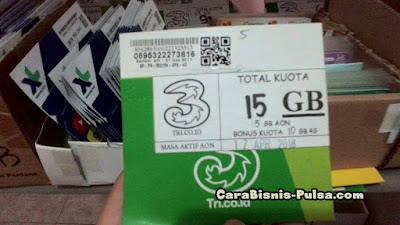 5
0895322273816
TOTAL KUOTA
15 GB
5 GB AON
BONUS KUOTA 10 GB 4G
3
TRI.CO.ID
MASA AKTIF AON
17 APR 2018
Tri.co.id
CaraBisnis-Pulsa.com